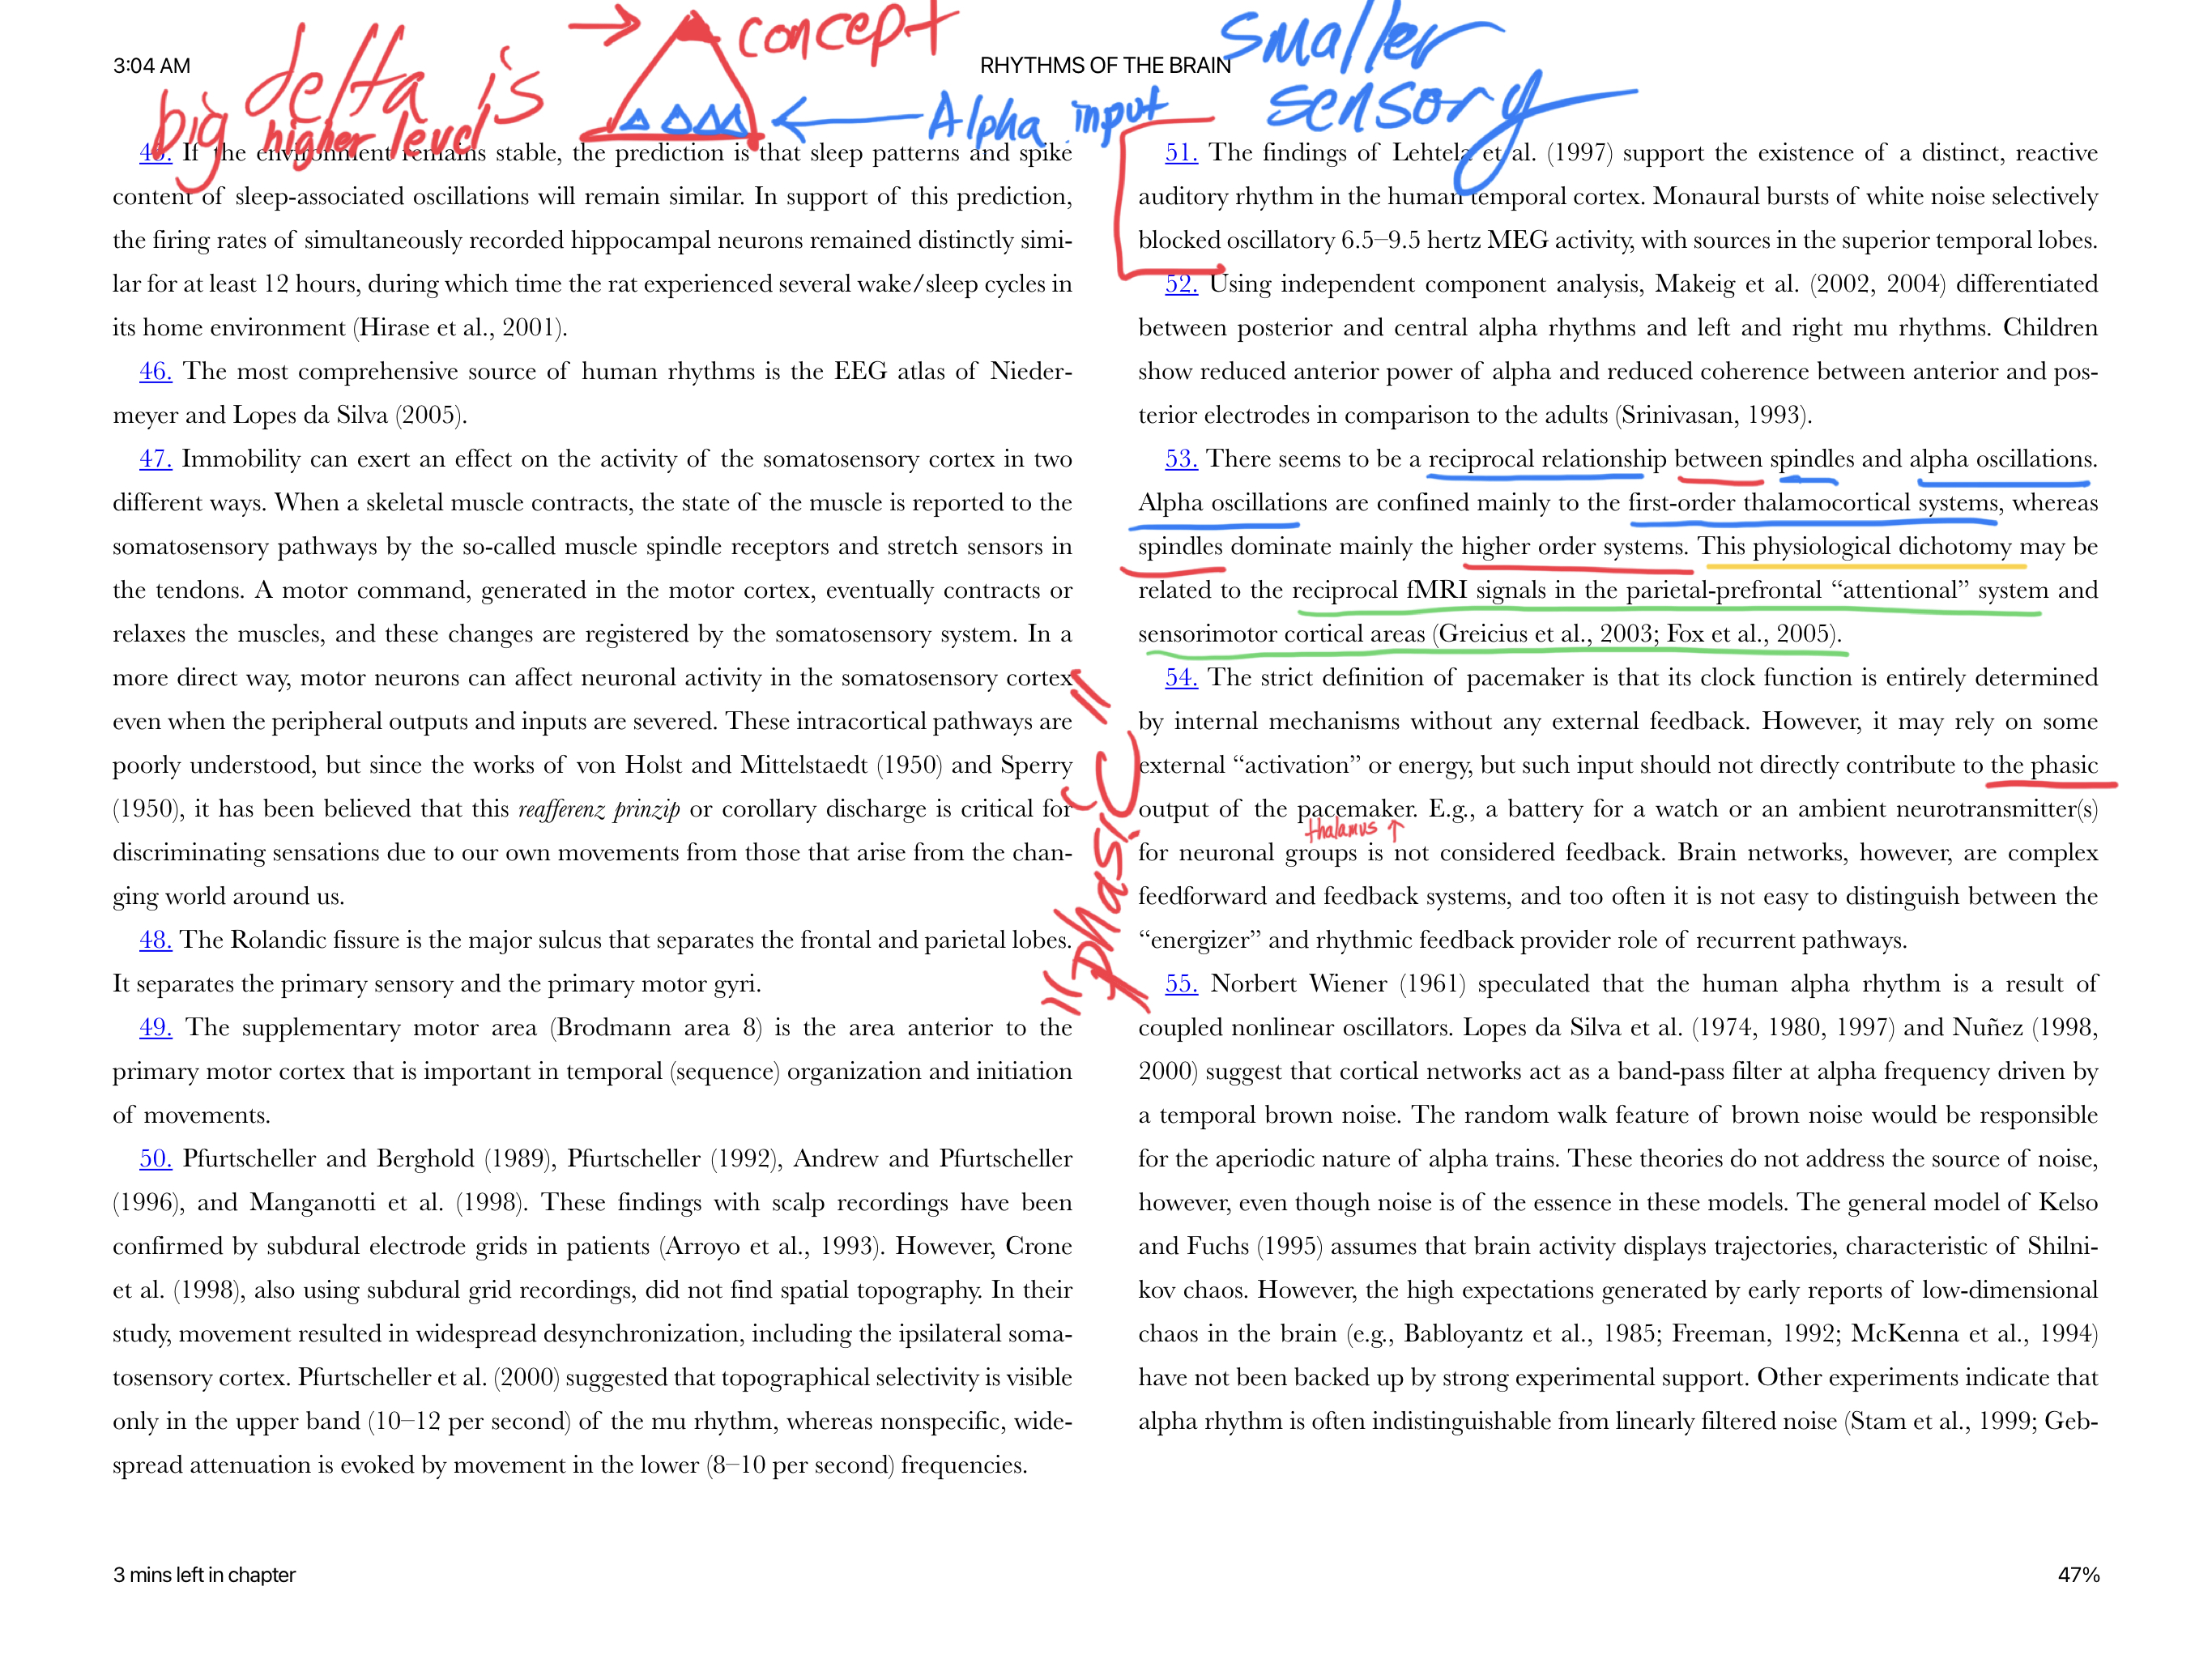 3:04 AM
RHYTHMS OF THE BRAIN
→ concept
big delta is
higher level
← Alpha input
smaller
sensory
45. If the environment remains stable, the prediction is that sleep patterns and spike
content of sleep-associated oscillations will remain similar. In support of this prediction,
the firing rates of simultaneously recorded hippocampal neurons remained distinctly simi-
lar for at least 12 hours, during which time the rat experienced several wake/sleep cycles in
its home environment (Hirase et al., 2001).
46. The most comprehensive source of human rhythms is the EEG atlas of Nieder-
meyer and Lopes da Silva (2005).
47. Immobility can exert an effect on the activity of the somatosensory cortex in two
different ways. When a skeletal muscle contracts, the state of the muscle is reported to the
somatosensory pathways by the so-called muscle spindle receptors and stretch sensors in
the tendons. A motor command, generated in the motor cortex, eventually contracts or
relaxes the muscles, and these changes are registered by the somatosensory system. In a
more direct way, motor neurons can affect neuronal activity in the somatosensory cortex
even when the peripheral outputs and inputs are severed. These intracortical pathways are
poorly understood, but since the works of von Holst and Mittelstaedt (1950) and Sperry
(1950), it has been believed that this reafferenz prinzip or corollary discharge is critical for
discriminating sensations due to our own movements from those that arise from the chan-
ging world around us.
48. The Rolandic fissure is the major sulcus that separates the frontal and parietal lobes.
It separates the primary sensory and the primary motor gyri.
49. The supplementary motor area (Brodmann area 8) is the area anterior to the
primary motor cortex that is important in temporal (sequence) organization and initiation
of movements.
50. Pfurtscheller and Berghold (1989), Pfurtscheller (1992), Andrew and Pfurtscheller
(1996), and Manganotti et al. (1998). These findings with scalp recordings have been
confirmed by subdural electrode grids in patients (Arroyo et al., 1993). However, Crone
et al. (1998), also using subdural grid recordings, did not find spatial topography. In their
study, movement resulted in widespread desynchronization, including the ipsilateral soma-
tosensory cortex. Pfurtscheller et al. (2000) suggested that topographical selectivity is visible
only in the upper band (10–12 per second) of the mu rhythm, whereas nonspecific, wide-
spread attenuation is evoked by movement in the lower (8–10 per second) frequencies.
"phasic"
51. The findings of Lehtela et al. (1997) support the existence of a distinct, reactive
auditory rhythm in the human temporal cortex. Monaural bursts of white noise selectively
blocked oscillatory 6.5–9.5 hertz MEG activity, with sources in the superior temporal lobes.
52. Using independent component analysis, Makeig et al. (2002, 2004) differentiated
between posterior and central alpha rhythms and left and right mu rhythms. Children
show reduced anterior power of alpha and reduced coherence between anterior and pos-
terior electrodes in comparison to the adults (Srinivasan, 1993).
53. There seems to be a reciprocal relationship between spindles and alpha oscillations.
Alpha oscillations are confined mainly to the first-order thalamocortical systems, whereas
spindles dominate mainly the higher order systems. This physiological dichotomy may be
related to the reciprocal fMRI signals in the parietal-prefrontal “attentional” system and
sensorimotor cortical areas (Greicius et al., 2003; Fox et al., 2005).
54. The strict definition of pacemaker is that its clock function is entirely determined
by internal mechanisms without any external feedback. However, it may rely on some
external “activation” or energy, but such input should not directly contribute to the phasic
output of the pacemaker. E.g., a battery for a watch or an ambient neurotransmitter(s)
thalamus ↑
for neuronal groups is not considered feedback. Brain networks, however, are complex
feedforward and feedback systems, and too often it is not easy to distinguish between the
“energizer” and rhythmic feedback provider role of recurrent pathways.
55. Norbert Wiener (1961) speculated that the human alpha rhythm is a result of
coupled nonlinear oscillators. Lopes da Silva et al. (1974, 1980, 1997) and Nuñez (1998,
2000) suggest that cortical networks act as a band-pass filter at alpha frequency driven by
a temporal brown noise. The random walk feature of brown noise would be responsible
for the aperiodic nature of alpha trains. These theories do not address the source of noise,
however, even though noise is of the essence in these models. The general model of Kelso
and Fuchs (1995) assumes that brain activity displays trajectories, characteristic of Shilni-
kov chaos. However, the high expectations generated by early reports of low-dimensional
chaos in the brain (e.g., Babloyantz et al., 1985; Freeman, 1992; McKenna et al., 1994)
have not been backed up by strong experimental support. Other experiments indicate that
alpha rhythm is often indistinguishable from linearly filtered noise (Stam et al., 1999; Geb-
3 mins left in chapter
47%